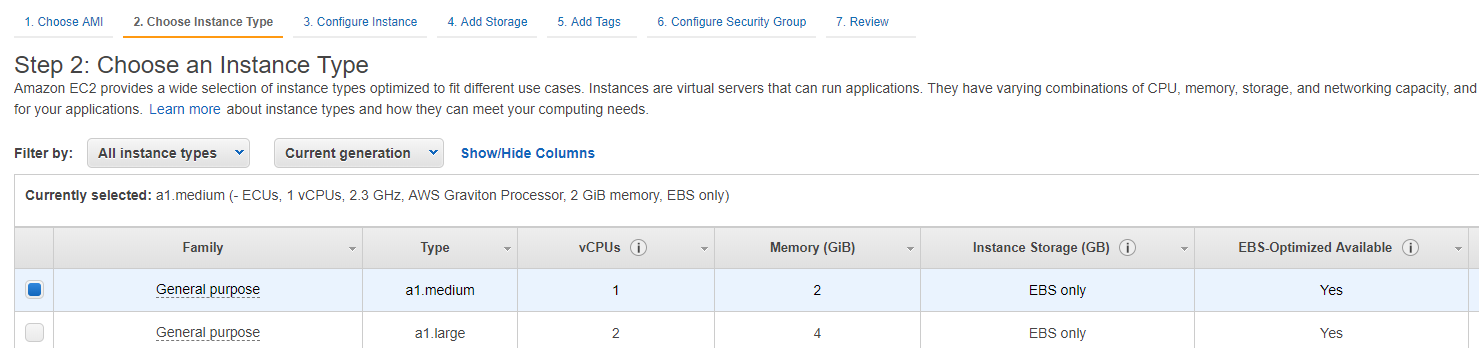 1. Choose AMI 2. Choose Instance Type 3. Configure Instance 4. Add Storage 5. Add Tags 6. Configure Security Group 7. Review
Step 2: Choose an Instance Type
Amazon EC2 provides a wide selection of instance types optimized to fit different use cases. Instances are virtual servers that can run applications. They have varying combinations of CPU, memory, storage, and networking capacity, and
for your applications. Learn more about instance types and how they can meet your computing needs.
Filter by: All instance types Current generation Show/Hide Columns
Currently selected: a1.medium (- ECUs, 1 vCPUs, 2.3 GHz, AWS Graviton Processor, 2 GiB memory, EBS only)
Family Type vCPUs i Memory (GiB) Instance Storage (GB) i EBS-Optimized Available i
General purpose a1.medium 1 2 EBS only Yes
General purpose a1.large 2 4 EBS only Yes